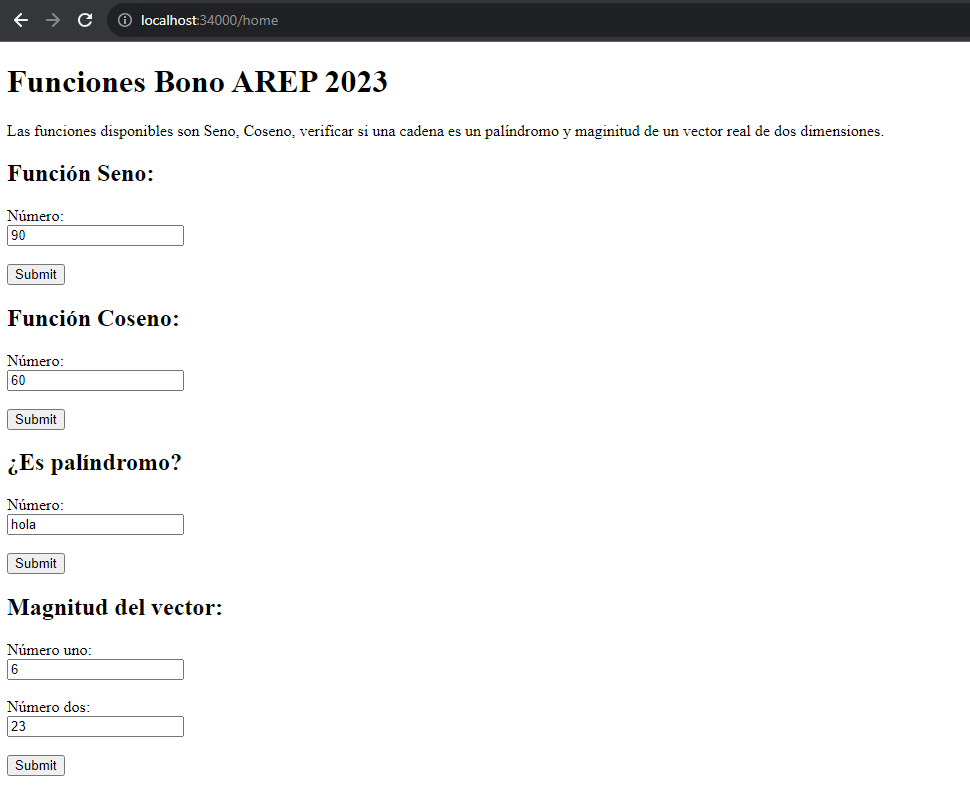 localhost:34000/home
Funciones Bono AREP 2023
Las funciones disponibles son Seno, Coseno, verificar si una cadena es un palíndromo y maginitud de un vector real de dos dimensiones.
Función Seno:
Número:
90
Submit
Función Coseno:
Número:
60
Submit
¿Es palíndromo?
Número:
hola
Submit
Magnitud del vector:
Número uno:
6
Número dos:
23
Submit